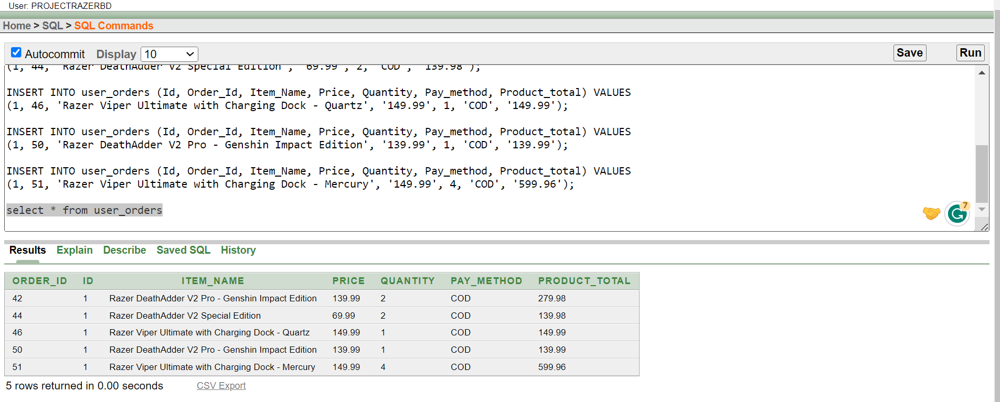 User: PROJECTRAZERBD
Home > SQL > SQL Commands
Autocommit Display 10 Save Run
(1, 44, 'Razer DeathAdder V2 Special Edition', '69.99', 2, 'COD', '139.98');
INSERT INTO user_orders (Id, Order_Id, Item_Name, Price, Quantity, Pay_method, Product_total) VALUES
(1, 46, 'Razer Viper Ultimate with Charging Dock - Quartz', '149.99', 1, 'COD', '149.99');
INSERT INTO user_orders (Id, Order_Id, Item_Name, Price, Quantity, Pay_method, Product_total) VALUES
(1, 50, 'Razer DeathAdder V2 Pro - Genshin Impact Edition', '139.99', 1, 'COD', '139.99');
INSERT INTO user_orders (Id, Order_Id, Item_Name, Price, Quantity, Pay_method, Product_total) VALUES
(1, 51, 'Razer Viper Ultimate with Charging Dock - Mercury', '149.99', 4, 'COD', '599.96');
select * from user_orders
7
Results Explain Describe Saved SQL History
ORDER_ID ID ITEM_NAME PRICE QUANTITY PAY_METHOD PRODUCT_TOTAL
42 1 Razer DeathAdder V2 Pro - Genshin Impact Edition 139.99 2 COD 279.98
44 1 Razer DeathAdder V2 Special Edition 69.99 2 COD 139.98
46 1 Razer Viper Ultimate with Charging Dock - Quartz 149.99 1 COD 149.99
50 1 Razer DeathAdder V2 Pro - Genshin Impact Edition 139.99 1 COD 139.99
51 1 Razer Viper Ultimate with Charging Dock - Mercury 149.99 4 COD 599.96
5 rows returned in 0.00 seconds CSV Export